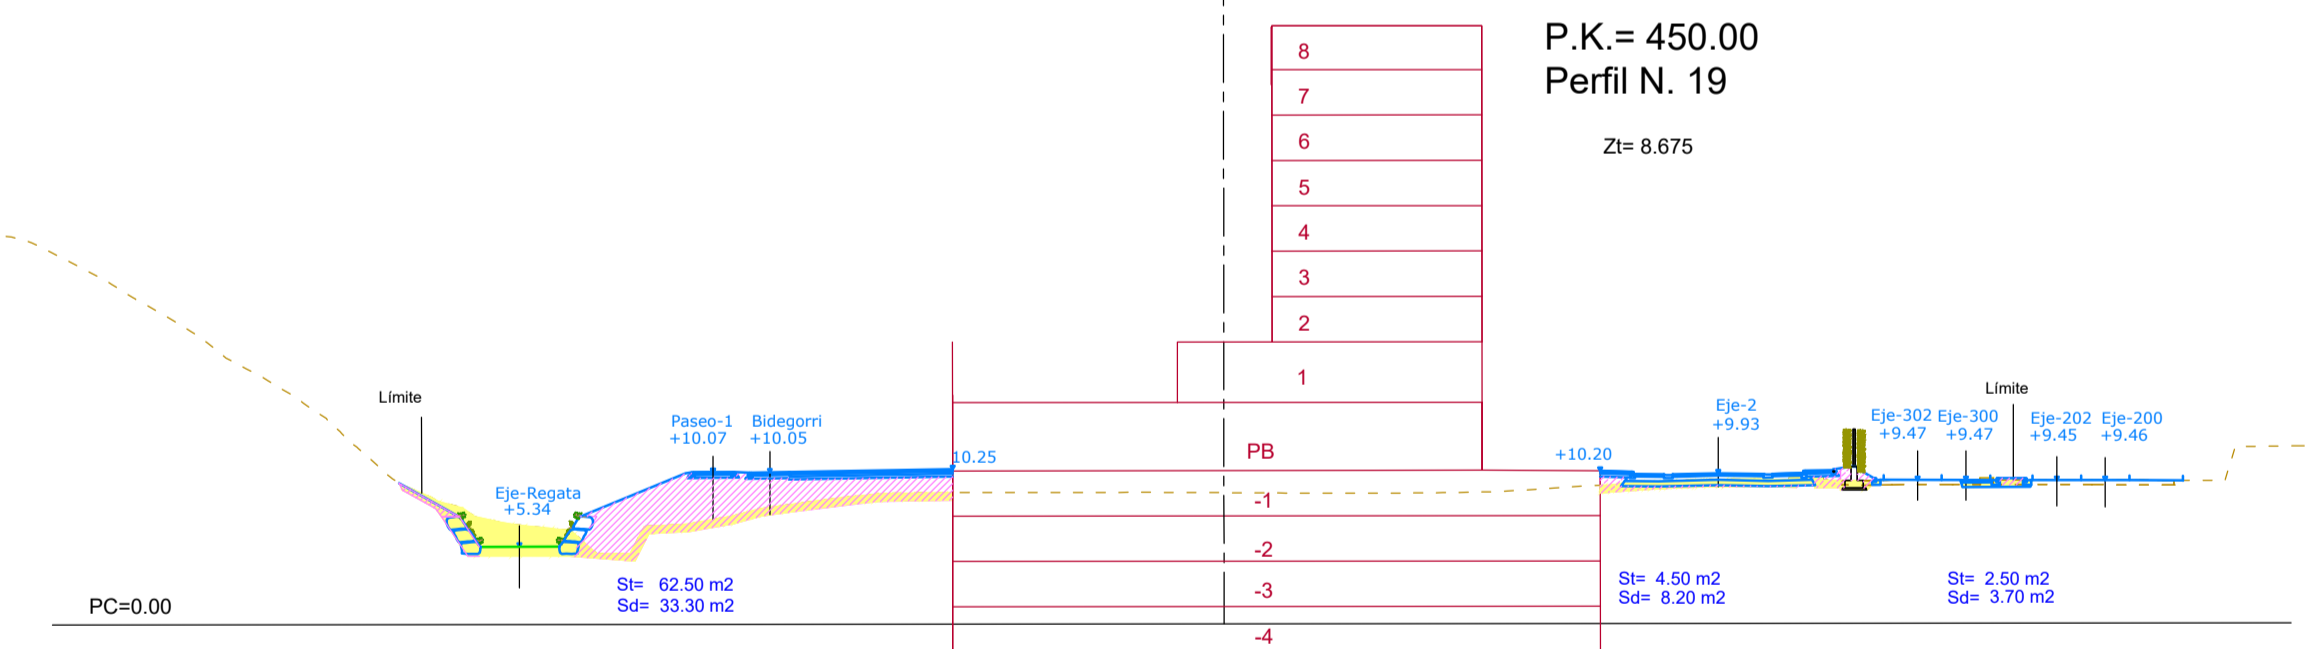 P.K.= 450.00
Perfil N. 19
Zt= 8.675
8
7
6
5
4
3
2
1
PB
-1
-2
-3
-4
Límite
Eje-Regata
+5.34
Paseo-1
+10.07
Bidegorri
+10.05
10.25
+10.20
Eje-2
+9.93
Eje-302
+9.47
Eje-300
+9.47
Límite
Eje-202
+9.45
Eje-200
+9.46
St= 62.50 m2
Sd= 33.30 m2
St= 4.50 m2
Sd= 8.20 m2
St= 2.50 m2
Sd= 3.70 m2
PC=0.00